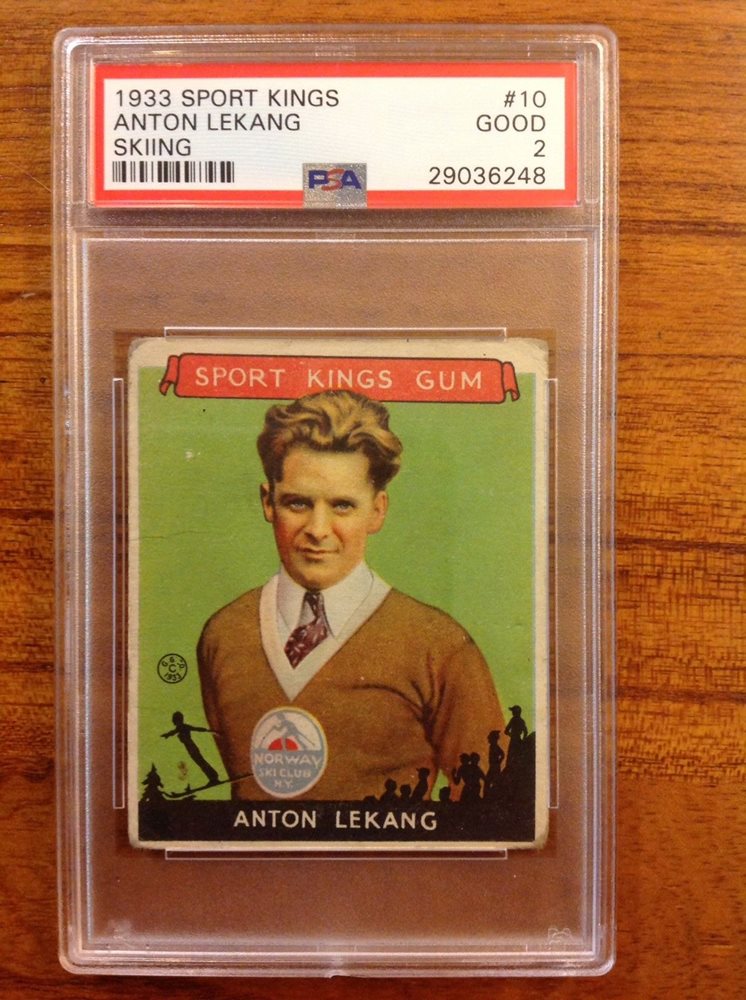 1933 SPORT KINGS #10
ANTON LEKANG GOOD
SKIING 2
PSA 29036248
SPORT KINGS GUM
G.G.
C
1933
NORWAY
SKI CLUB
N.Y.
ANTON LEKANG